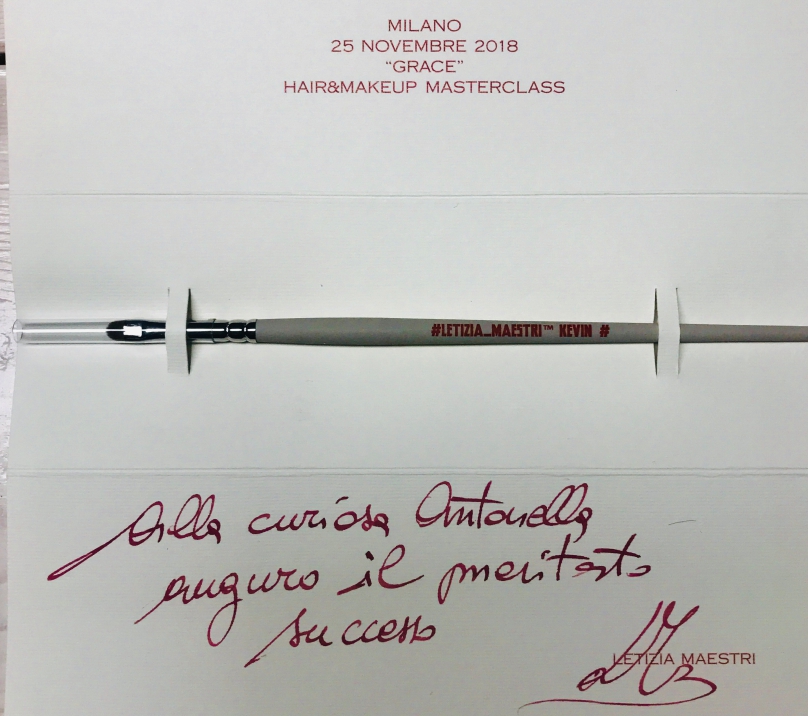 MILANO
25 NOVEMBRE 2018
“GRACE”
HAIR&MAKEUP MASTERCLASS
#LETIZIA_MAESTRI™ KEVIN #
Alla curiosa Antonella
auguro il meritato
successo
LETIZIA MAESTRI